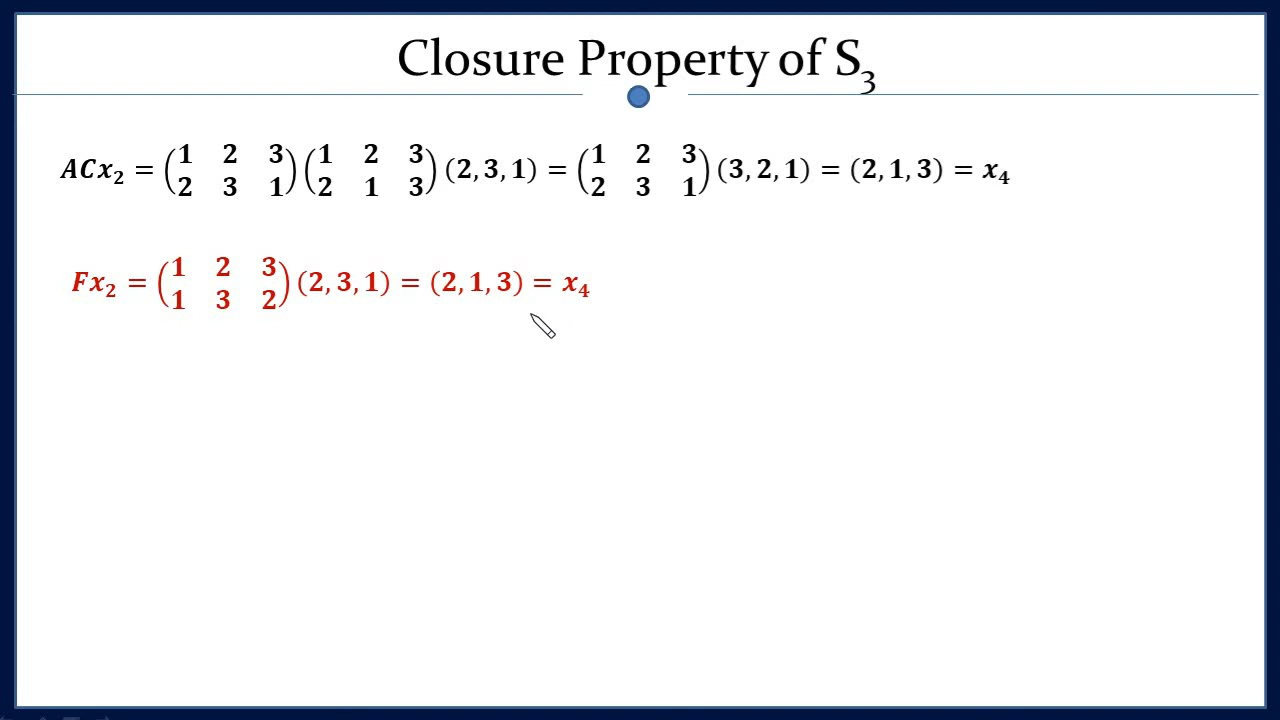 Closure Property of S₃
ACx₂ = (1 2 3 / 2 3 1)(1 2 3 / 2 1 3)(2, 3, 1) = (1 2 3 / 2 3 1)(3, 2, 1) = (2, 1, 3) = x₄
Fx₂ = (1 2 3 / 1 3 2)(2, 3, 1) = (2, 1, 3) = x₄